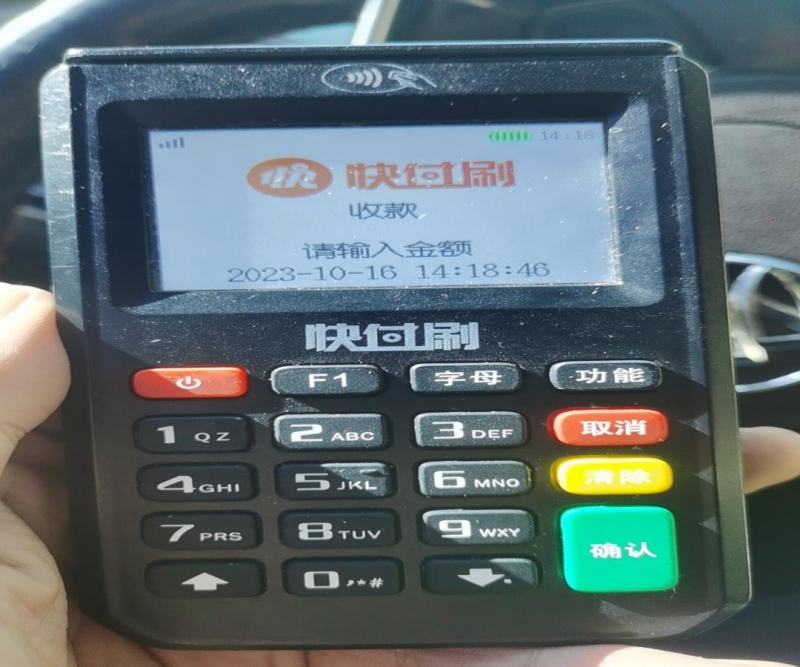 14:18
快 快付刷
收款
请输入金额
2023-10-16 14:18:46
快付刷
F1 字母 功能
1 QZ 2 ABC 3 DEF 取消
4 GHI 5 JKL 6 MNO 清除
7 PRS 8 TUV 9 WXY 确认
0 ,*# .